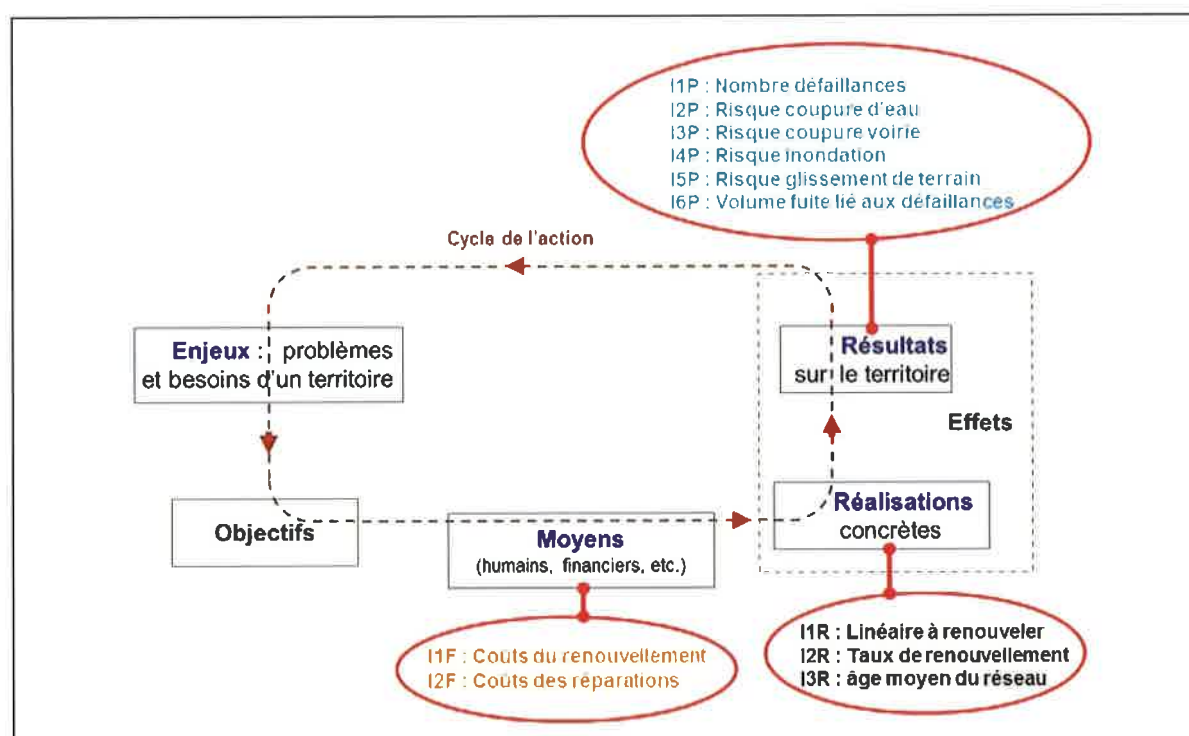 I1P : Nombre défaillances
I2P : Risque coupure d'eau
I3P : Risque coupure voirie
I4P : Risque inondation
I5P : Risque glissement de terrain
I6P : Volume fuite lié aux défaillances
Cycle de l'action
Enjeux : problèmes
et besoins d'un territoire
Résultats
sur le territoire
Effets
Objectifs
Moyens
(humains, financiers, etc.)
Réalisations
concrètes
I1F : Coûts du renouvellement
I2F : Coûts des réparations
I1R : Linéaire à renouveler
I2R : Taux de renouvellement
I3R : âge moyen du réseau